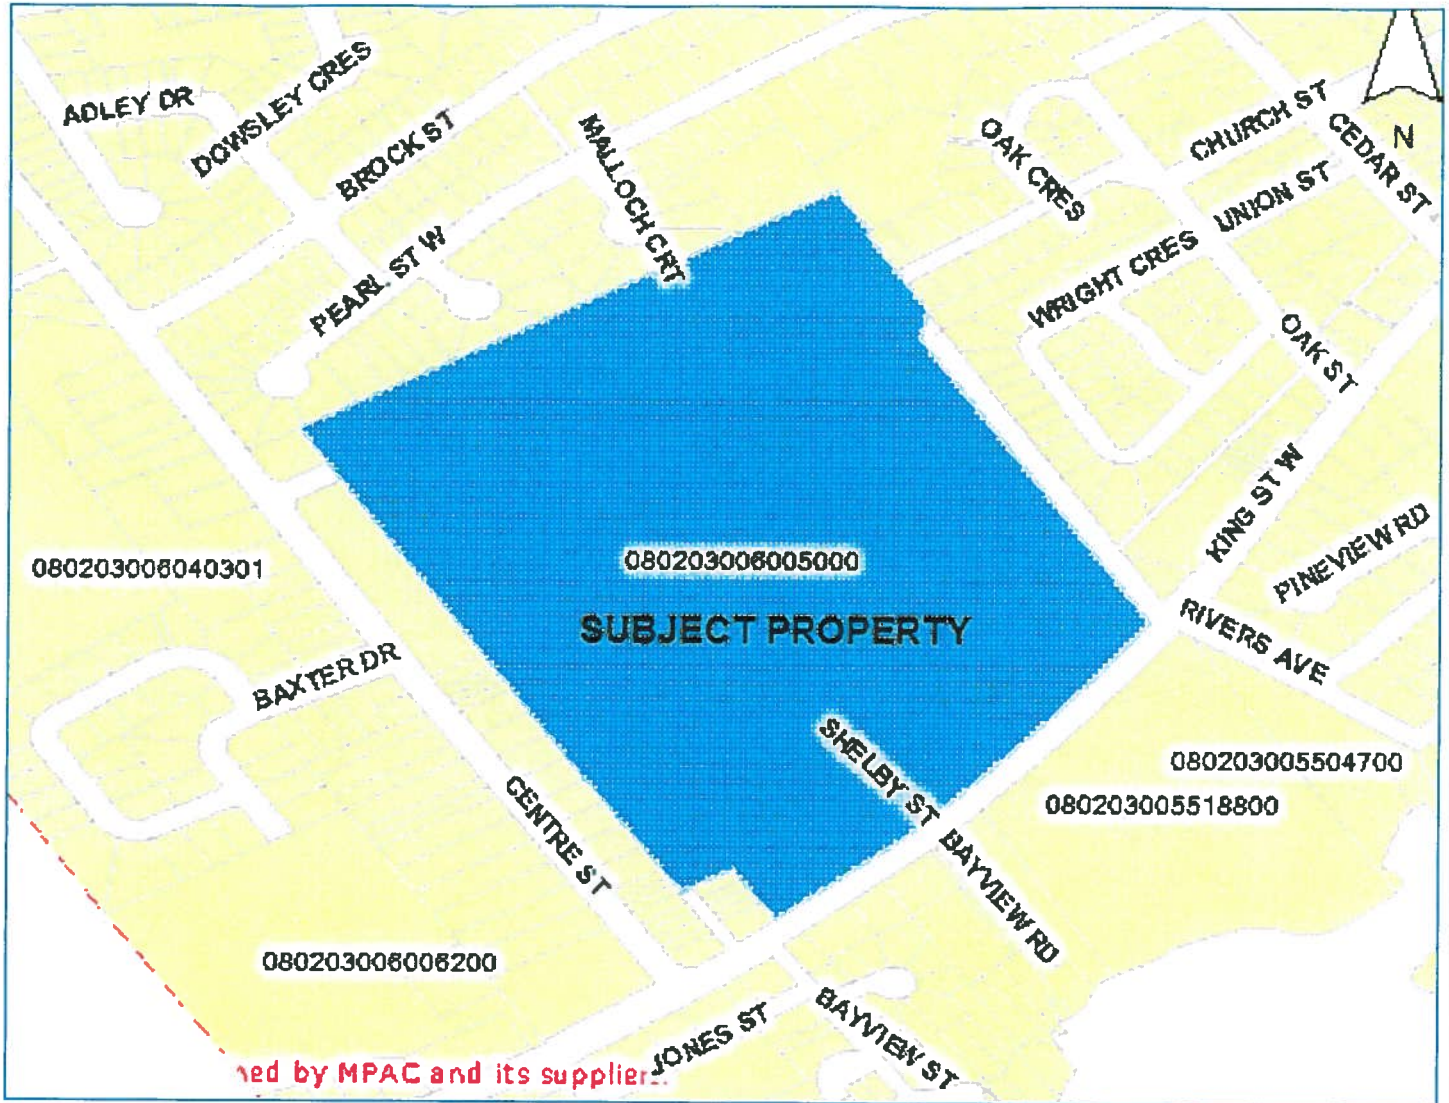 ADLEY DR
DOWSLEY CRES
BROCK ST
MALLOCH CRT
PEARL ST W
OAK CRES
CHURCH ST
CEDAR ST
N
UNION ST
WRIGHT CRES
OAK ST
KING ST W
PINEVIEW RD
RIVERS AVE
080203006040301
080203006005000
SUBJECT PROPERTY
BAXTER DR
SHELBY ST
080203005504700
080203005518800
CENTRE ST
BAYVIEW RD
080203006006200
JONES ST
BAYVIEW ST
ed by MPAC and its supplier